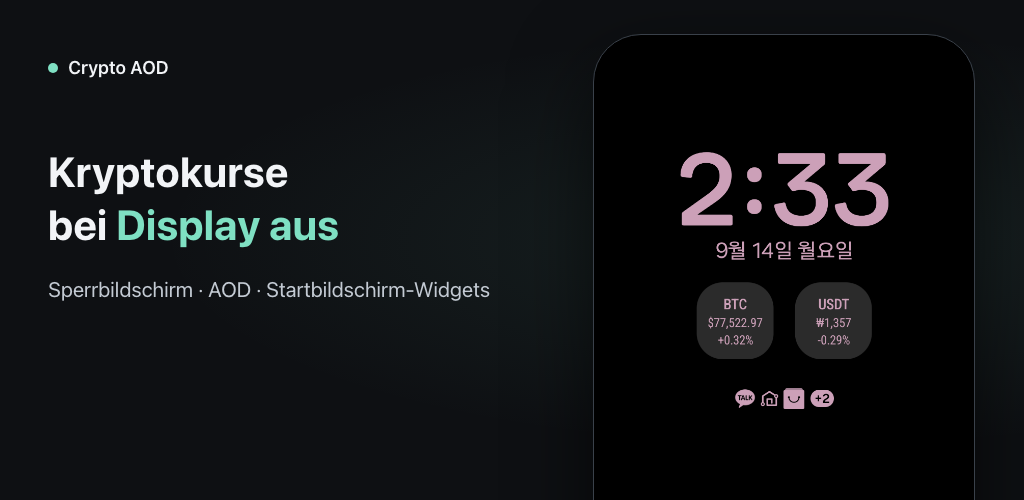 Crypto AOD
Kryptokurse
bei Display aus
Sperrbildschirm · AOD · Startbildschirm-Widgets
2:33
9월 14일 월요일
BTC
$77,522.97
+0.32%
USDT
₩1,357
-0.29%
TALK
+2